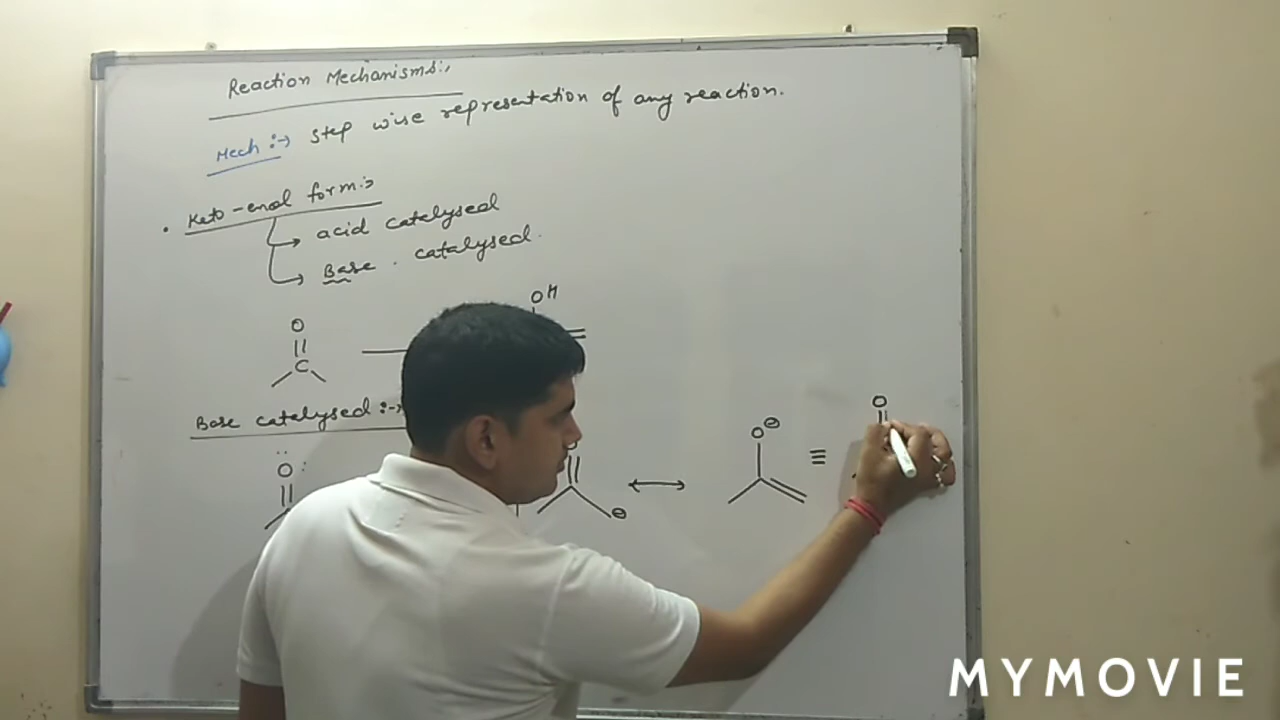 Reaction Mechanisms:,
Mech :→ Step wise representation of any reaction.
• Keto-enol form:→
→ acid catalysed
→ Base catalysed.
OH
O
C
Base catalysed :→
O
O
⊖
O⊖
≡
O
MYMOVIE